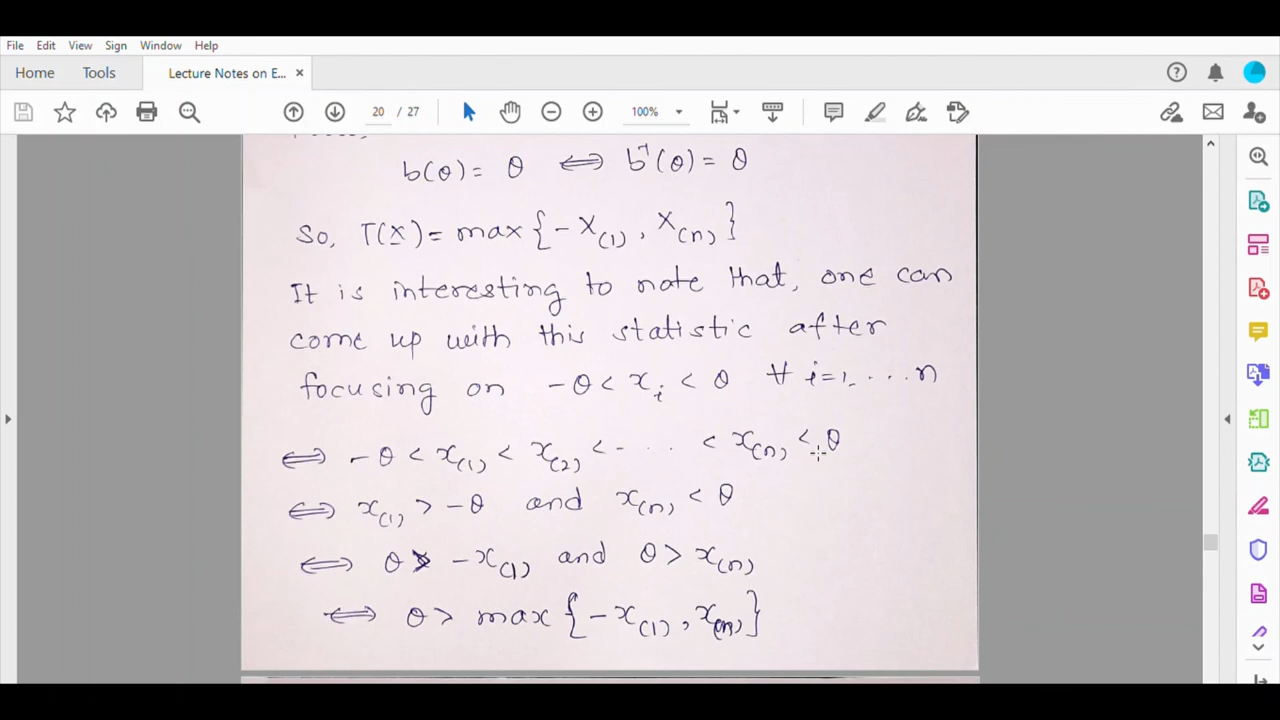 File Edit View Sign Window Help
Home Tools Lecture Notes on E... ×
20 / 27 100%
b(θ) = θ ⟺ b⁻¹(θ) = θ
So, T(X) = max {-X(1), X(n)}
It is interesting to note that, one can
come up with this statistic after
focusing on -θ < xᵢ < θ ∀ i=1, ... n
⟺ -θ < x(1) < x(2) < ... < x(n) < θ
⟺ x(1) > -θ and x(n) < θ
⟺ θ > -x(1) and θ > x(n)
⟺ θ > max {-x(1), x(n)}